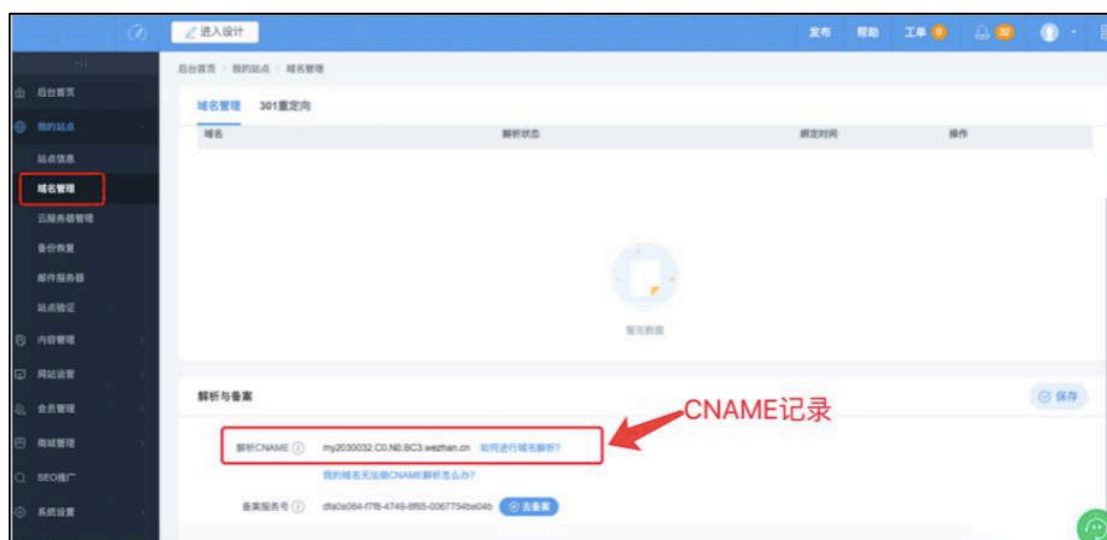 进入设计
发布 帮助 工单 0 32
后台首页 我的站点 域名管理
后台首页
我的站点
站点信息
域名管理
云服务器管理
备份恢复
邮件服务器
站点验证
内容管理
网站运营
会员管理
商城管理
SEO推广
系统设置
域名管理 301重定向
域名 解析状态 绑定时间 操作
暂无数据
解析与备案 保存
CNAME记录
解析CNAME my2030032.C0.N0.BC3.wezhan.cn 如何进行域名解析?
我的域名无法做CNAME解析怎么办?
备案服务号 去备案